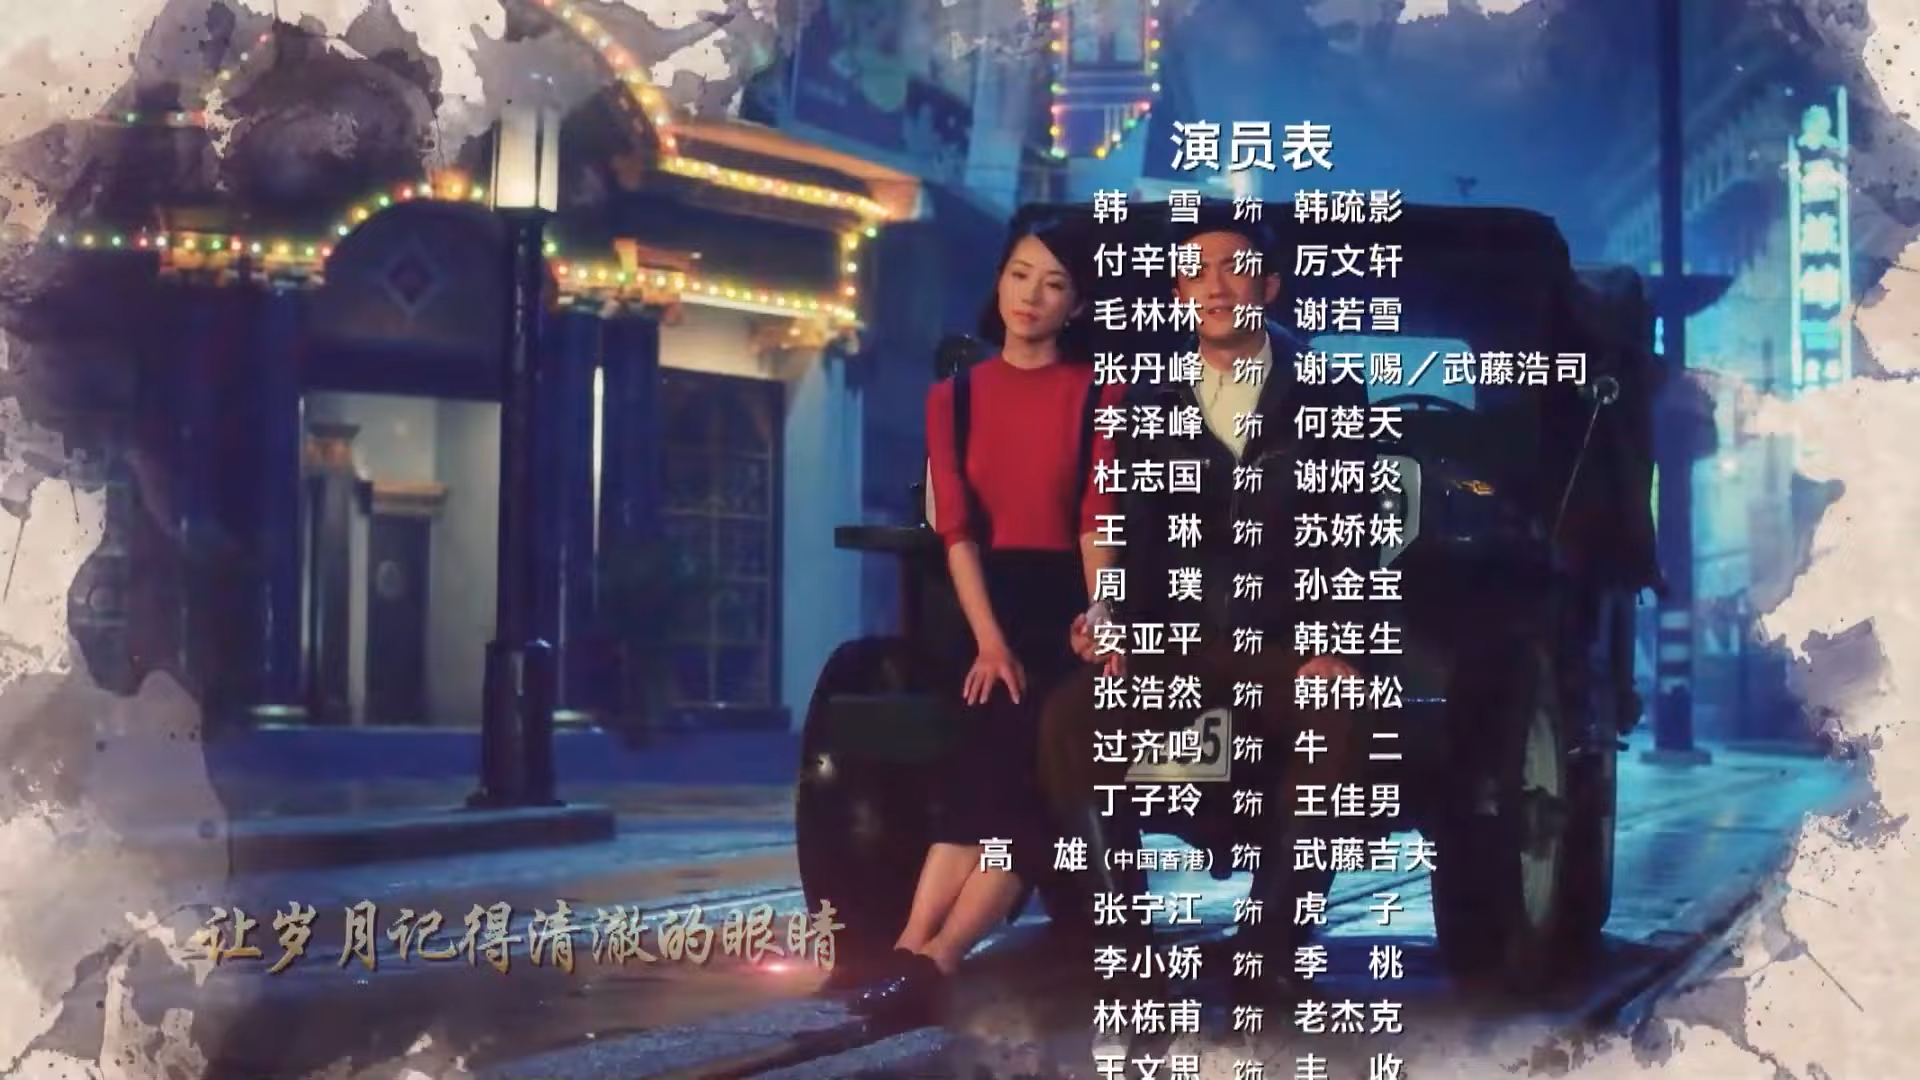 演员表
韩　雪 饰 韩疏影
付辛博 饰 厉文轩
毛林林 饰 谢若雪
张丹峰 饰 谢天赐／武藤浩司
李泽峰 饰 何楚天
杜志国 饰 谢炳炎
王　琳 饰 苏娇妹
周　璞 饰 孙金宝
安亚平 饰 韩连生
张浩然 饰 韩伟松
过齐鸣 饰 牛　二
丁子玲 饰 王佳男
高　雄（中国香港）饰 武藤吉夫
张宁江 饰 虎　子
李小娇 饰 季　桃
林栋甫 饰 老杰克
王文思 饰 丰　收
让岁月记得清澈的眼睛